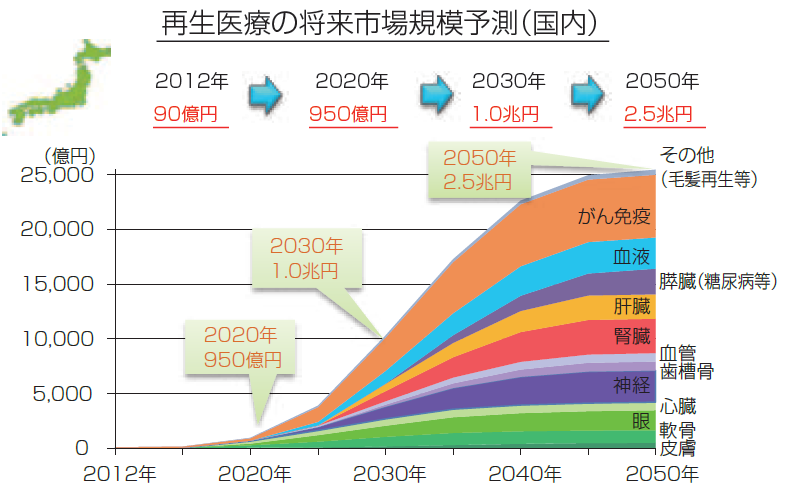 再生医療の将来市場規模予測(国内)
2012年
2020年
2030年
2050年
90億円
950億円
1.0兆円
2.5兆円
(億円)
25,000
20,000
15,000
10,000
5,000
0
2012年
2020年
2030年
2040年
2050年
2020年
950億円
2030年
1.0兆円
2050年
2.5兆円
その他
(毛髪再生等)
がん免疫
血液
膵臓(糖尿病等)
肝臓
腎臓
血管
歯槽骨
神経
心臓
眼
軟骨
皮膚